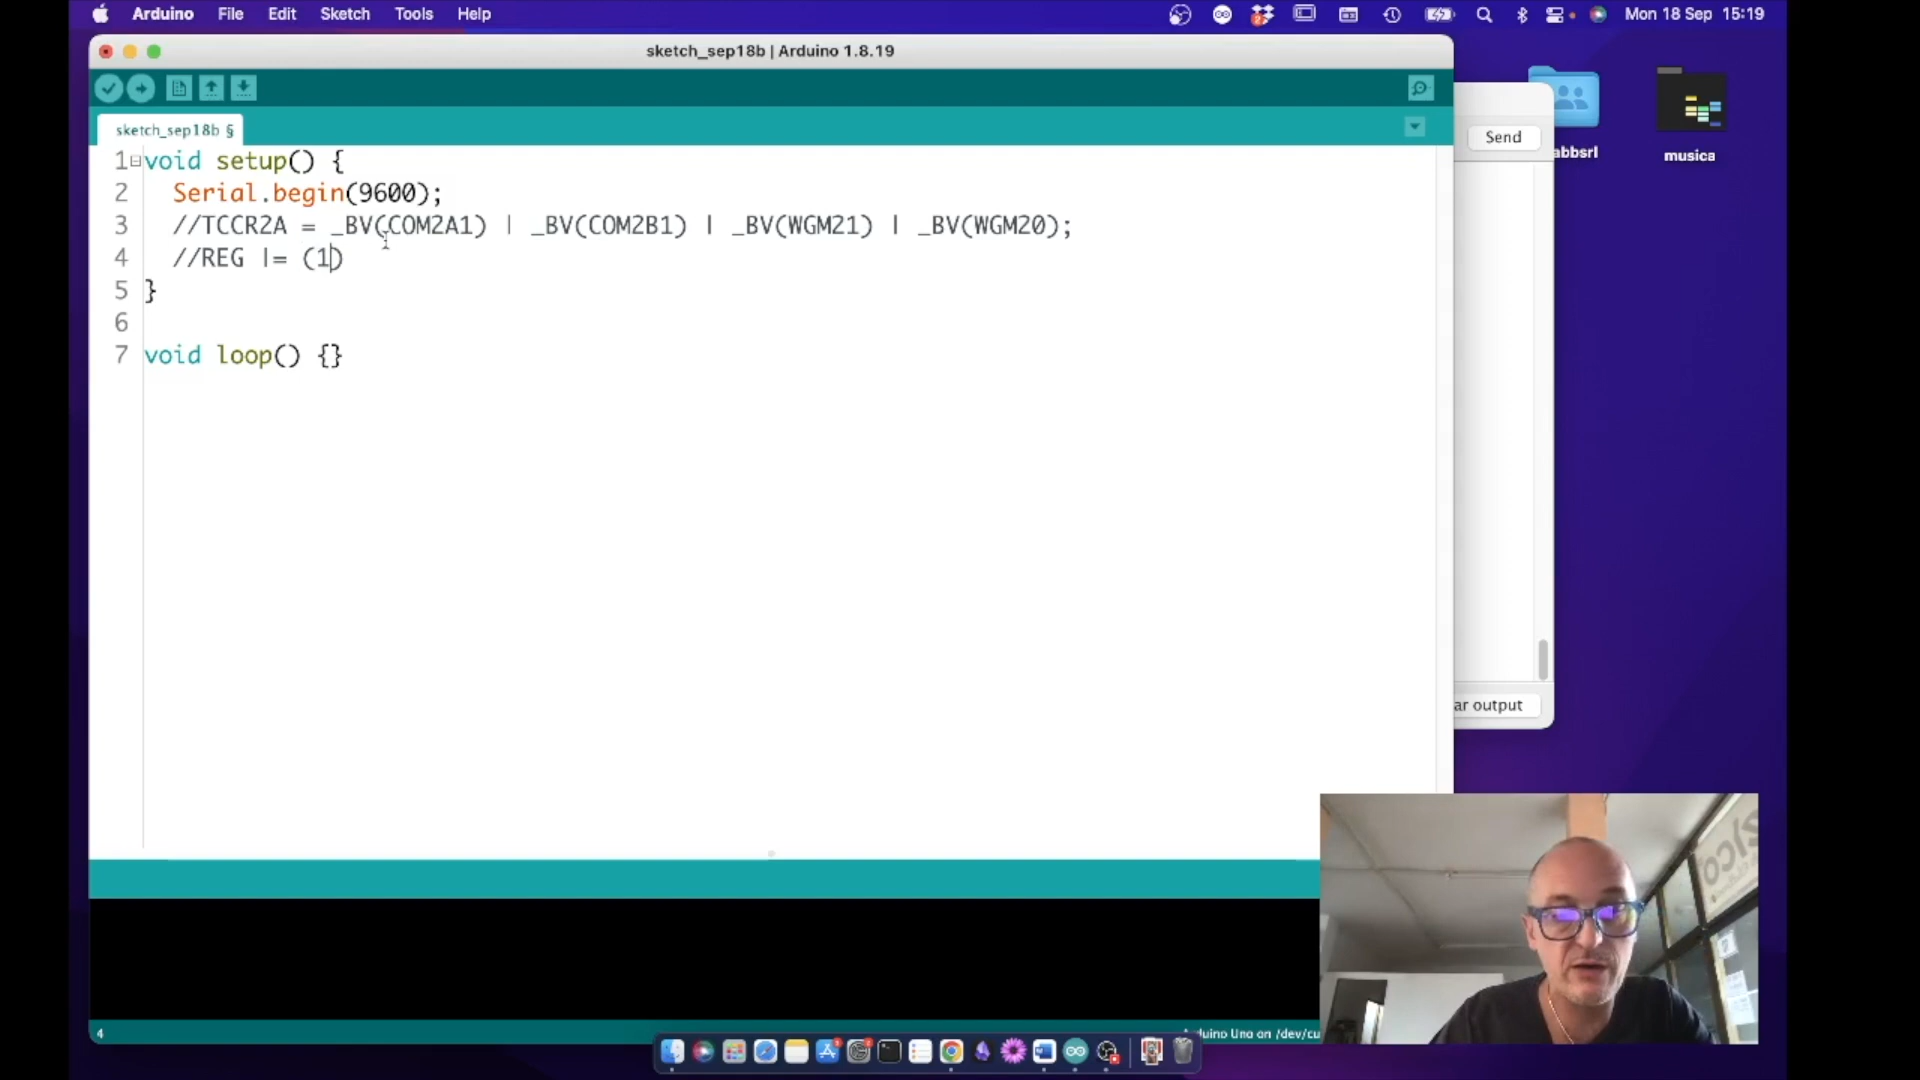 Arduino File Edit Sketch Tools Help Mon 18 Sep 15:19
sketch_sep18b | Arduino 1.8.19
sketch_sep18b §
Send
abbsrl
musica
1 void setup() {
2 Serial.begin(9600);
3 //TCCR2A = _BV(COM2A1) | _BV(COM2B1) | _BV(WGM21) | _BV(WGM20);
4 //REG |= (1)
5 }
6
7 void loop() {}
ar output
4
Arduino Uno on /dev/cu
elco